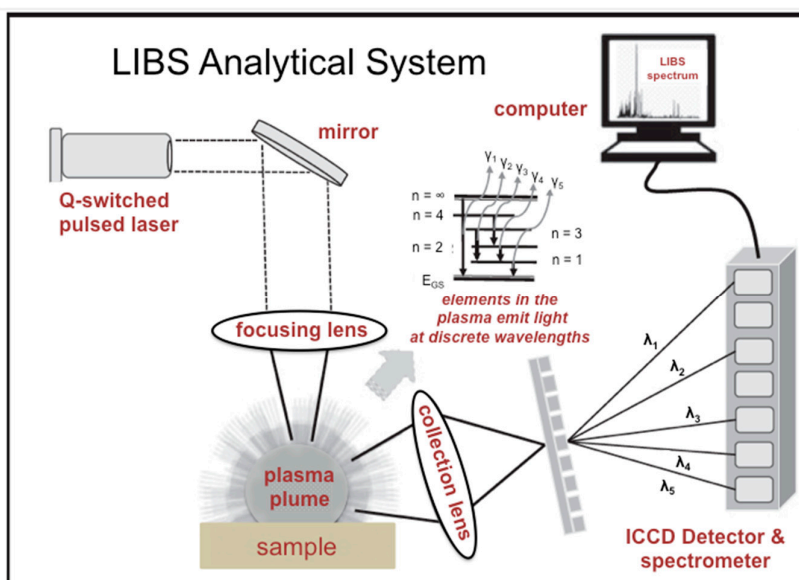 LIBS Analytical System
LIBS
spectrum
computer
mirror
Q-switched
pulsed laser
γ1 γ2 γ3 γ4 γ5
n = ∞
n = 4
n = 3
n = 2
n = 1
EGS
elements in the
plasma emit light
at discrete wavelengths
focusing lens
λ1
λ2
λ3
λ4
λ5
collection lens
plasma
plume
sample
ICCD Detector &
spectrometer